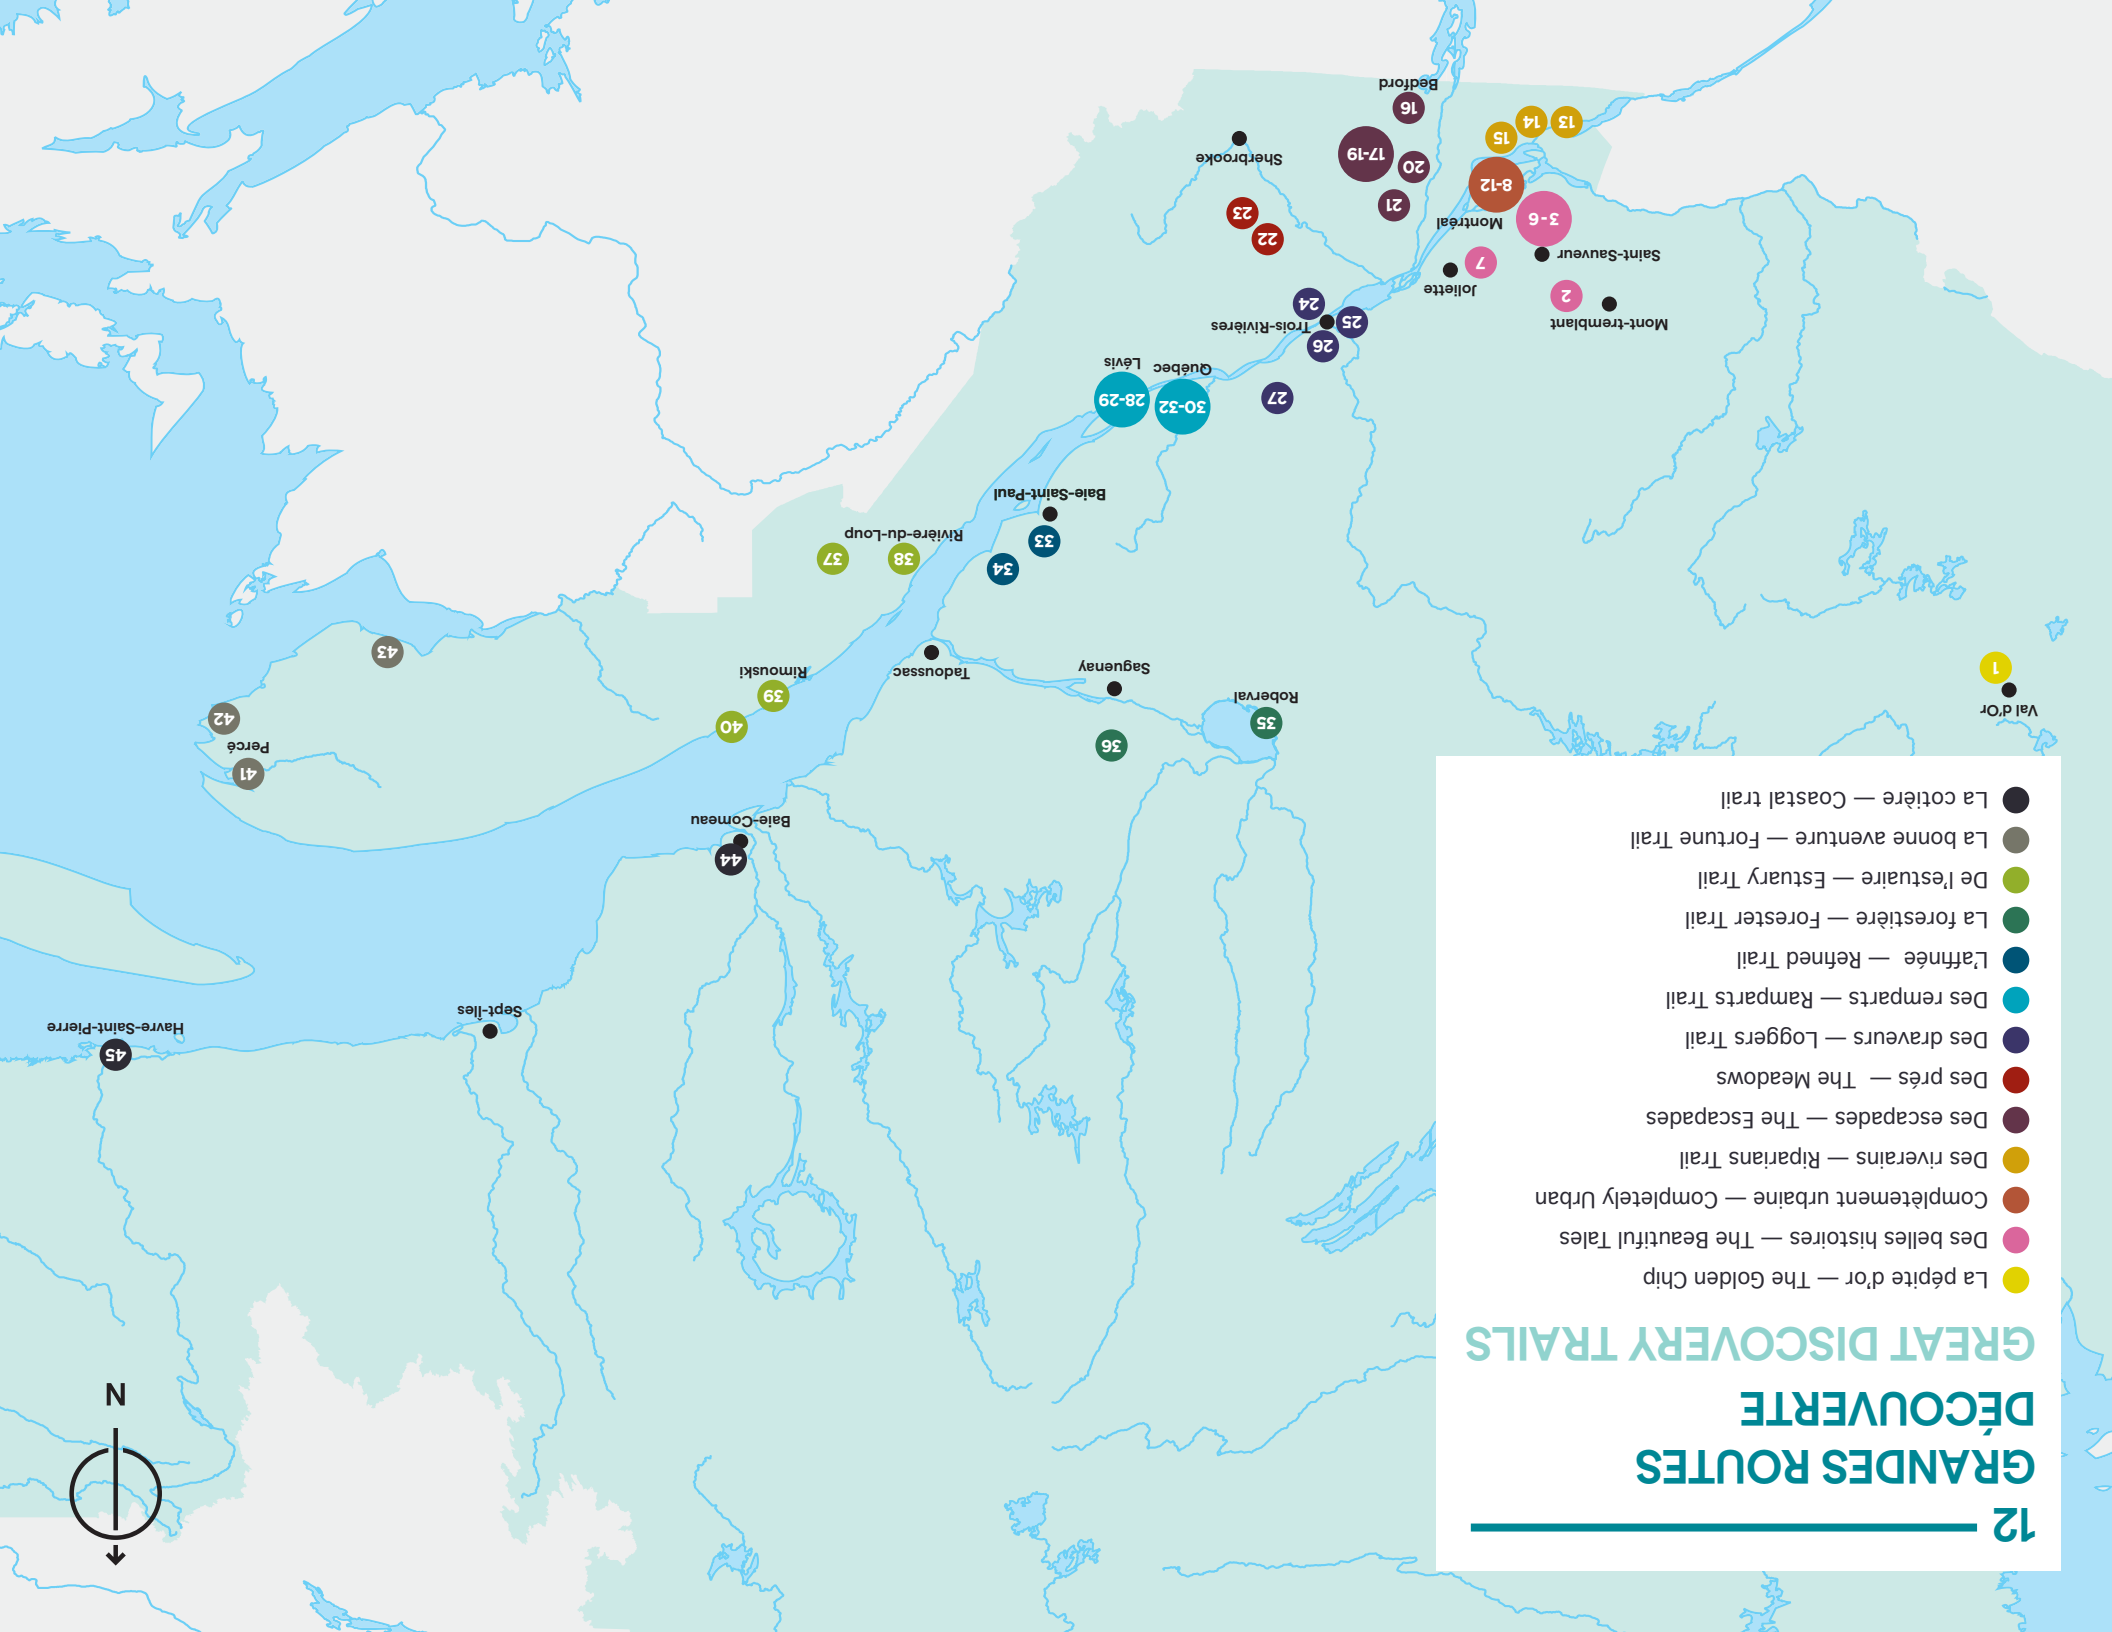 12
GRANDES ROUTES
DÉCOUVERTE
GREAT DISCOVERY TRAILS
La pépite d’or — The Golden Chip
Des belles histoires — The Beautiful Tales
Complètement urbaine — Completely Urban
Des riverains — Riparians Trail
Des escapades — The Escapades
Des prés — The Meadows
Des draveurs — Loggers Trail
Des remparts — Ramparts Trail
L’affinée — Refined Trail
La forestière — Forester Trail
De l’estuaire — Estuary Trail
La bonne aventure — Fortune Trail
La cotière — Coastal trail
N
45
Havre-Saint-Pierre
Sept-Îles
44
Baie-Comeau
41
Percé
42
43
40
39
Rimouski
36
35
Roberval
Saguenay
Tadoussac
Val d’Or
1
37
38
Rivière-du-Loup
34
33
Baie-Saint-Paul
27
30-32
Québec
28-29
Lévis
26
25
24
Trois-Rivières
Mont-tremblant
2
Joliette
7
Saint-Sauveur
3-6
Montréal
8-12
22
23
Sherbrooke
21
20
17-19
16
Bedford
15
14
13